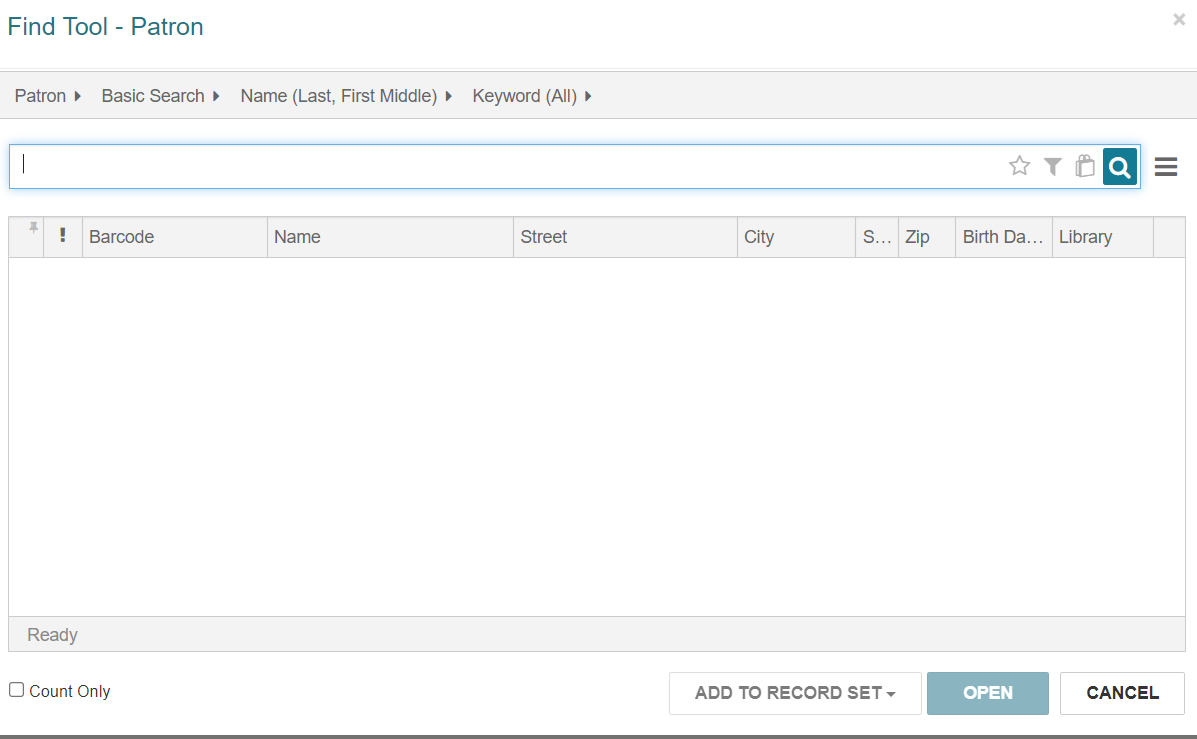 Find Tool - Patron
×
Patron Basic Search Name (Last, First Middle) Keyword (All)
! Barcode Name Street City S... Zip Birth Da... Library
Ready
Count Only ADD TO RECORD SET OPEN CANCEL